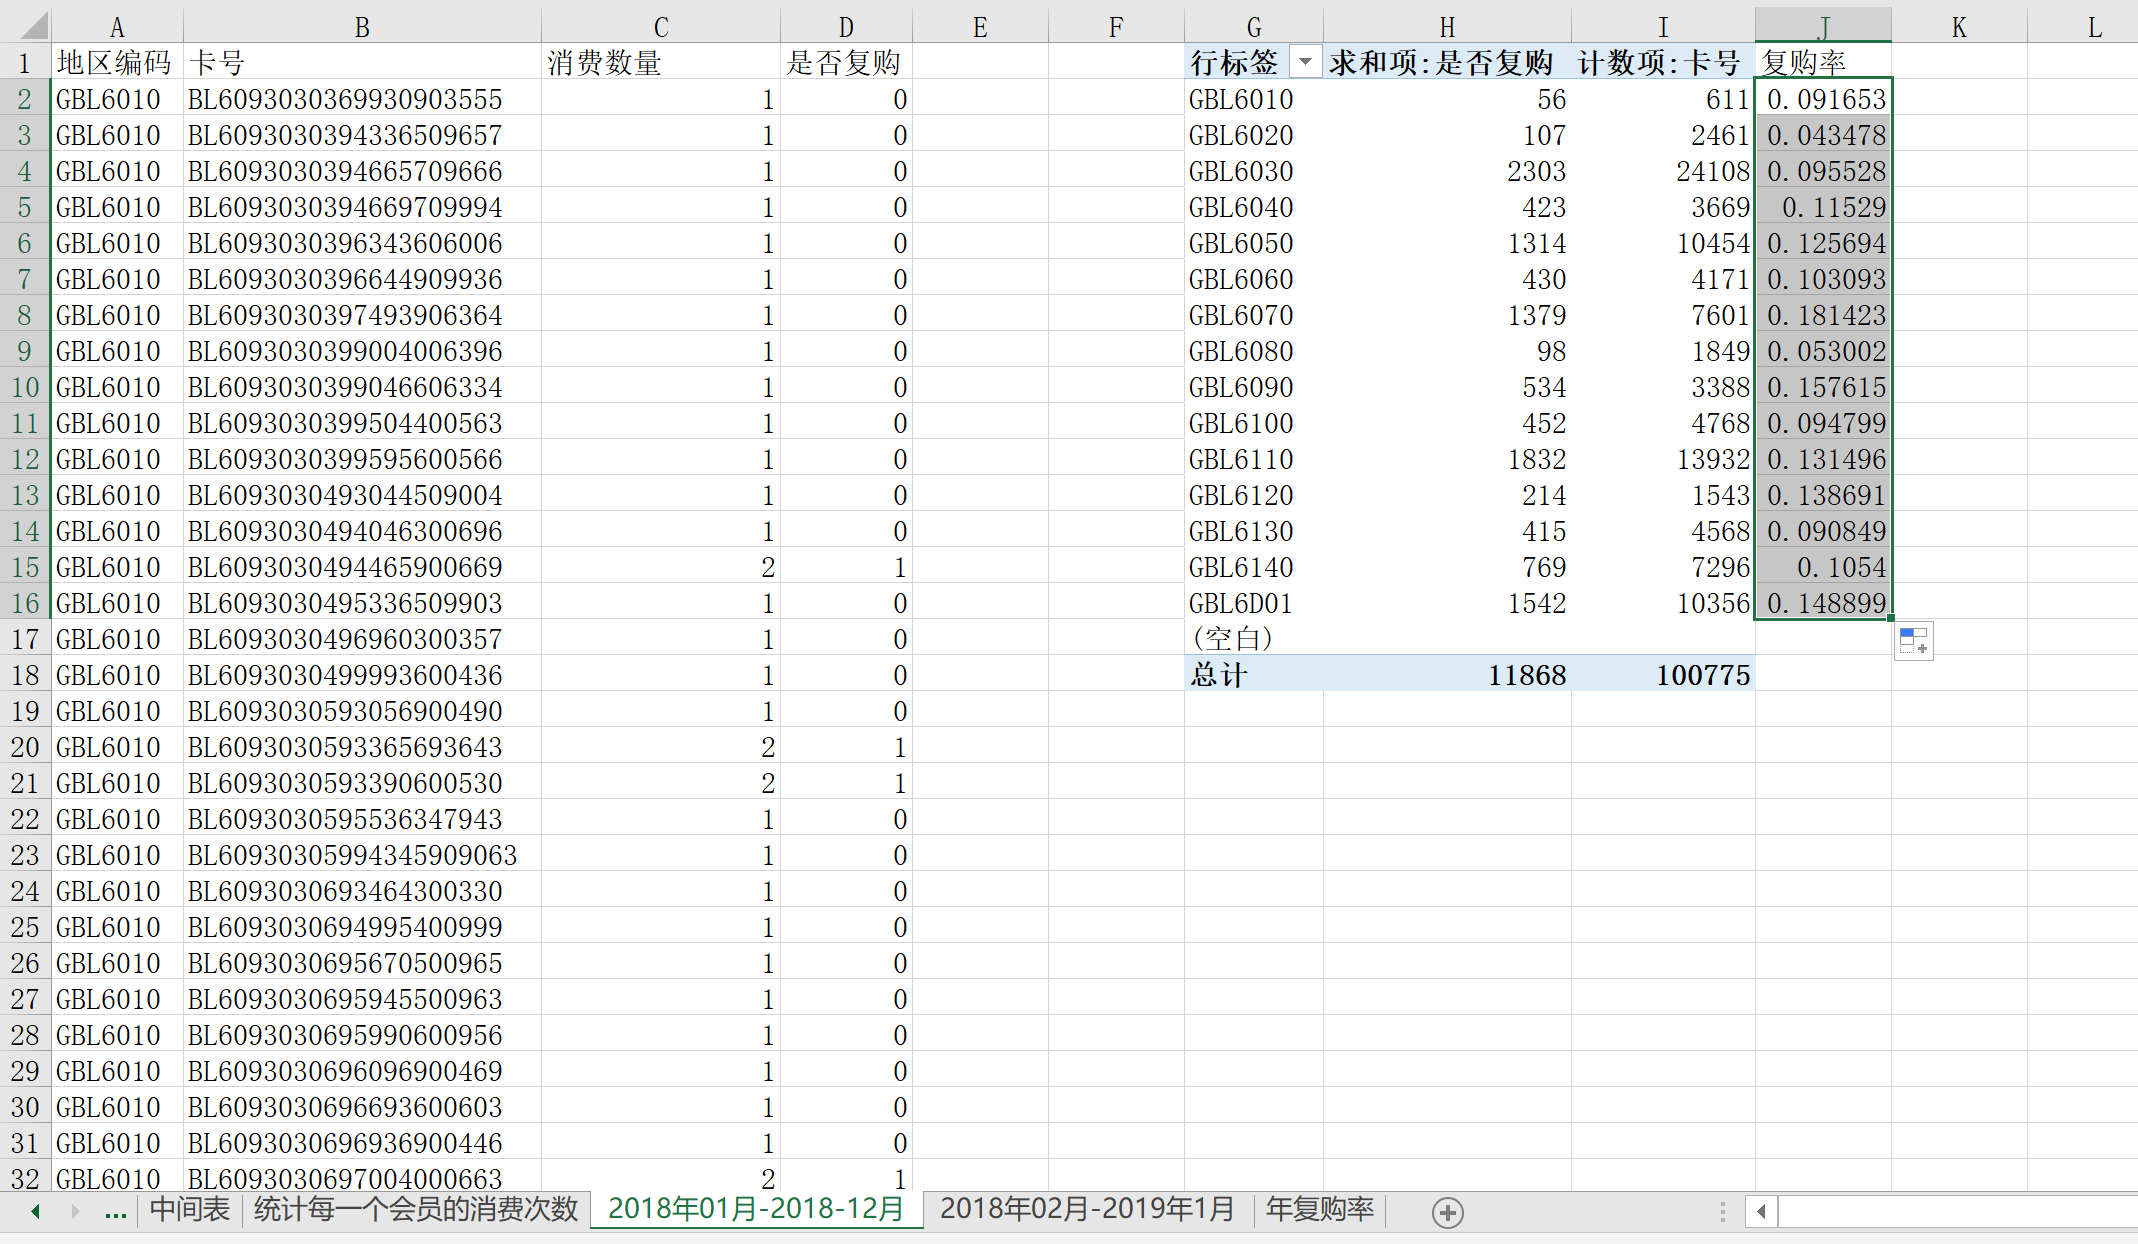 A B C D E F G H I J K L
1 地区编码 卡号 消费数量 是否复购 行标签 求和项:是否复购 计数项:卡号 复购率
2 GBL6010 BL6093030369930903555 1 0 GBL6010 56 611 0.091653
3 GBL6010 BL6093030394336509657 1 0 GBL6020 107 2461 0.043478
4 GBL6010 BL6093030394665709666 1 0 GBL6030 2303 24108 0.095528
5 GBL6010 BL6093030394669709994 1 0 GBL6040 423 3669 0.11529
6 GBL6010 BL6093030396343606006 1 0 GBL6050 1314 10454 0.125694
7 GBL6010 BL6093030396644909936 1 0 GBL6060 430 4171 0.103093
8 GBL6010 BL6093030397493906364 1 0 GBL6070 1379 7601 0.181423
9 GBL6010 BL6093030399004006396 1 0 GBL6080 98 1849 0.053002
10 GBL6010 BL6093030399046606334 1 0 GBL6090 534 3388 0.157615
11 GBL6010 BL6093030399504400563 1 0 GBL6100 452 4768 0.094799
12 GBL6010 BL6093030399595600566 1 0 GBL6110 1832 13932 0.131496
13 GBL6010 BL6093030493044509004 1 0 GBL6120 214 1543 0.138691
14 GBL6010 BL6093030494046300696 1 0 GBL6130 415 4568 0.090849
15 GBL6010 BL6093030494465900669 2 1 GBL6140 769 7296 0.1054
16 GBL6010 BL6093030495336509903 1 0 GBL6D01 1542 10356 0.148899
17 GBL6010 BL6093030496960300357 1 0 (空白)
18 GBL6010 BL6093030499993600436 1 0 总计 11868 100775
19 GBL6010 BL6093030593056900490 1 0
20 GBL6010 BL6093030593365693643 2 1
21 GBL6010 BL6093030593390600530 2 1
22 GBL6010 BL6093030595536347943 1 0
23 GBL6010 BL60930305994345909063 1 0
24 GBL6010 BL6093030693464300330 1 0
25 GBL6010 BL6093030694995400999 1 0
26 GBL6010 BL6093030695670500965 1 0
27 GBL6010 BL6093030695945500963 1 0
28 GBL6010 BL6093030695990600956 1 0
29 GBL6010 BL6093030696096900469 1 0
30 GBL6010 BL6093030696693600603 1 0
31 GBL6010 BL6093030696936900446 1 0
32 GBL6010 BL6093030697004000663 2 1
... 中间表 统计每一个会员的消费次数 2018年01月-2018-12月 2018年02月-2019年1月 年复购率